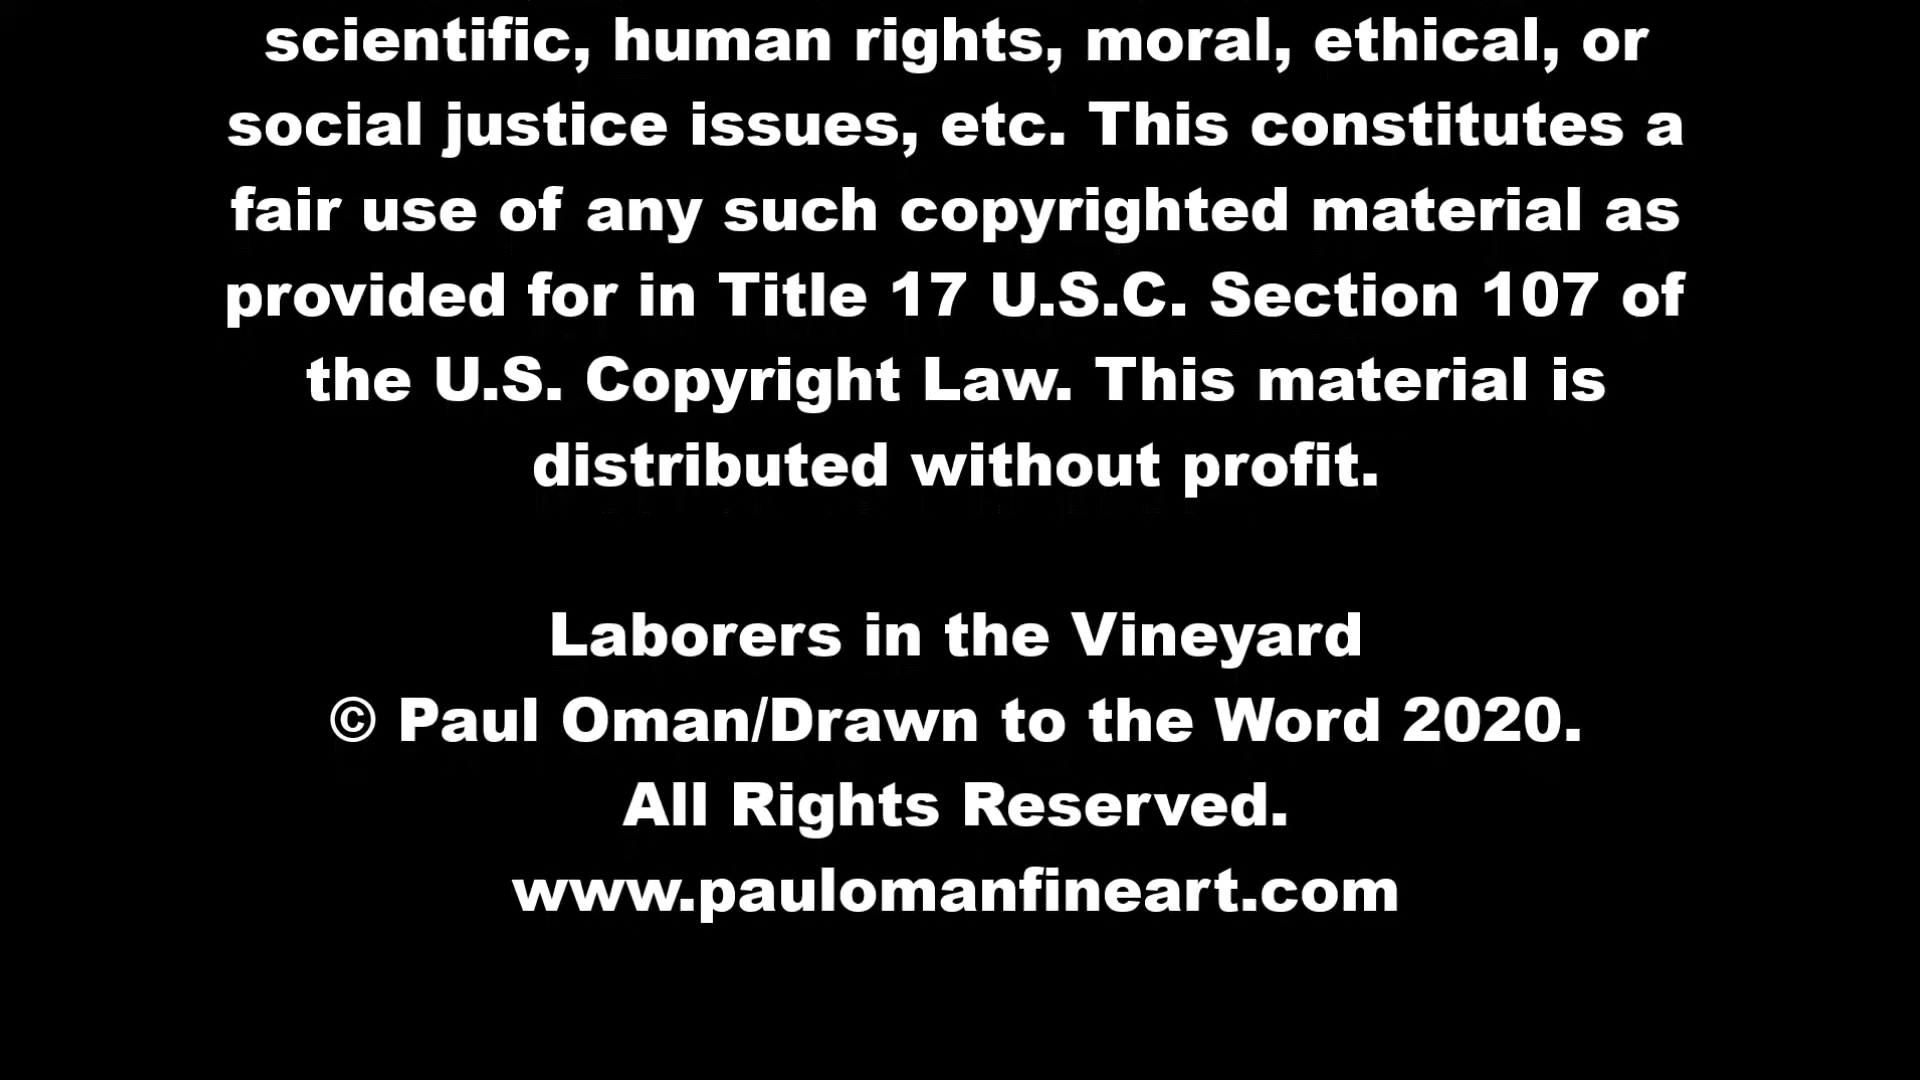 scientific, human rights, moral, ethical, or
social justice issues, etc. This constitutes a
fair use of any such copyrighted material as
provided for in Title 17 U.S.C. Section 107 of
the U.S. Copyright Law. This material is
distributed without profit.
Laborers in the Vineyard
© Paul Oman/Drawn to the Word 2020.
All Rights Reserved.
www.paulomanfineart.com